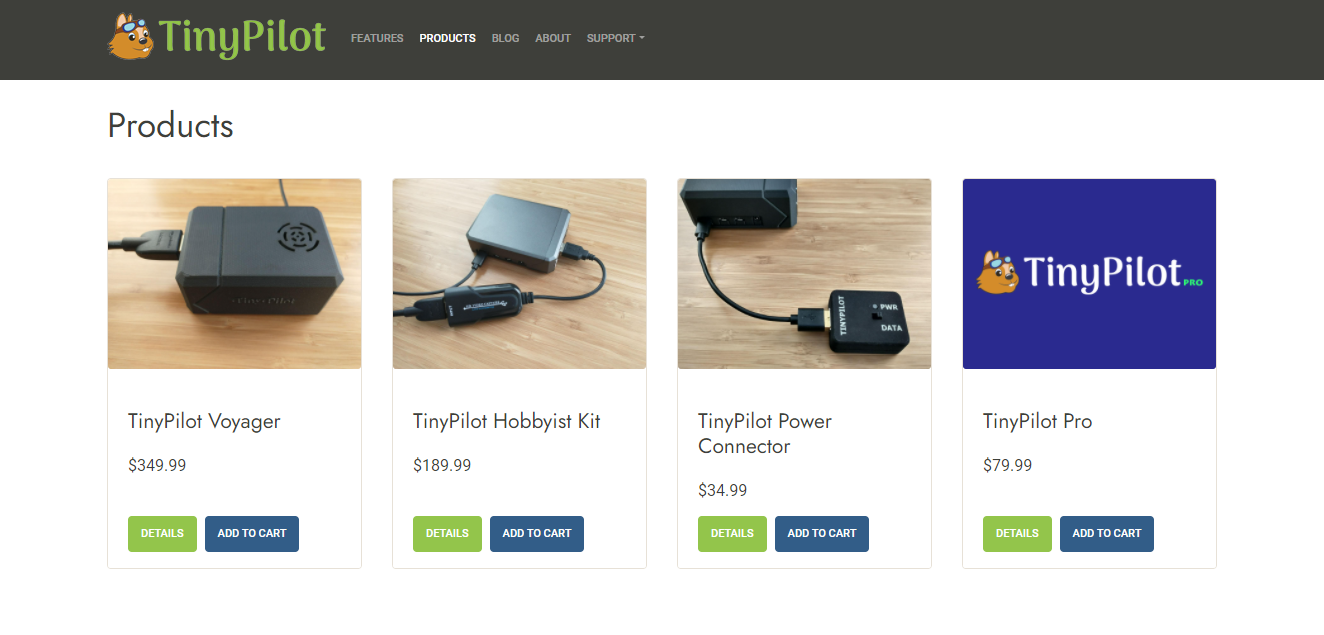 TinyPilot
FEATURES PRODUCTS BLOG ABOUT SUPPORT
Products
TinyPilot
TINYPILOT
PWR
DATA
TinyPilot PRO
TinyPilot Voyager
$349.99
DETAILS ADD TO CART
TinyPilot Hobbyist Kit
$189.99
DETAILS ADD TO CART
TinyPilot Power
Connector
$34.99
DETAILS ADD TO CART
TinyPilot Pro
$79.99
DETAILS ADD TO CART